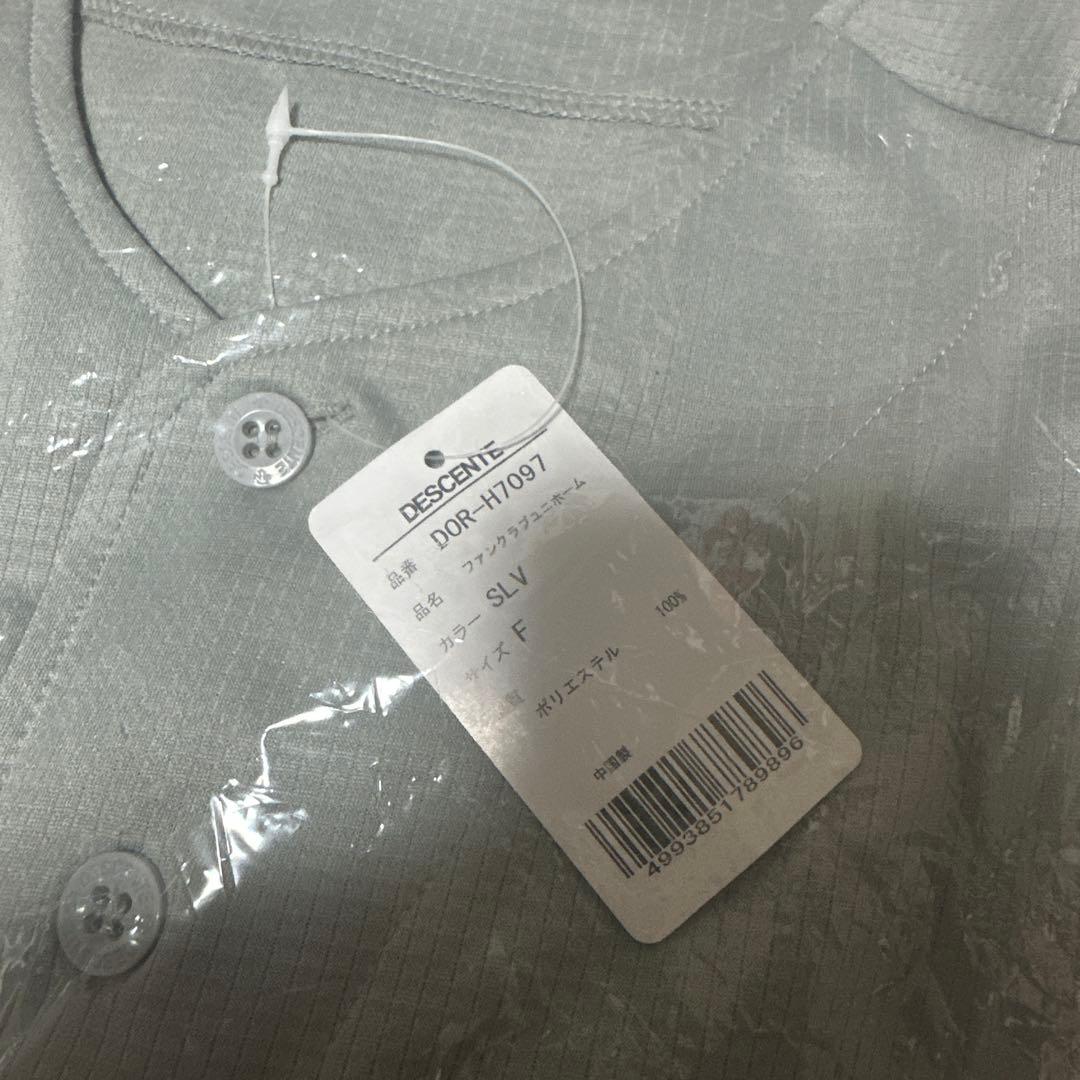 DESCENTE
品番 DOR-H7097
品名 ファンクラブユニホーム
カラー SLV
サイズ F
ポリエステル 100%
中国製
4993851789896